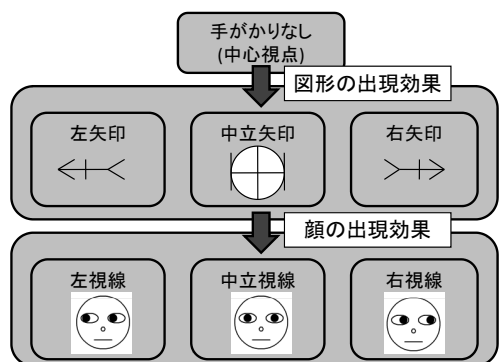 手がかりなし
(中心視点)
図形の出現効果
左矢印
中立矢印
右矢印
顔の出現効果
左視線
中立視線
右視線